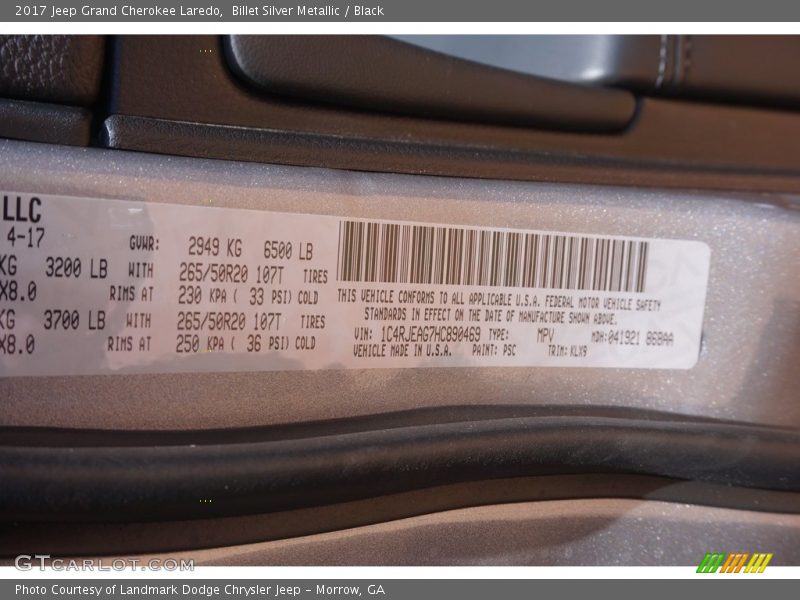 2017 Jeep Grand Cherokee Laredo, Billet Silver Metallic / Black
LLC
4-17 GVWR: 2949 KG 6500 LB
KG 3200 LB WITH 265/50R20 107T TIRES
X8.0 RIMS AT 230 KPA ( 33 PSI) COLD
KG 3700 LB WITH 265/50R20 107T TIRES
X8.0 RIMS AT 250 KPA ( 36 PSI) COLD
THIS VEHICLE CONFORMS TO ALL APPLICABLE U.S.A. FEDERAL MOTOR VEHICLE SAFETY
STANDARDS IN EFFECT ON THE DATE OF MANUFACTURE SHOWN ABOVE.
VIN: 1C4RJEAG7HC890469 TYPE: MPV MDH:041921 868AA
VEHICLE MADE IN U.S.A. PAINT: PSC TRIM:KLX9
GTCARLOT.COM
Photo Courtesy of Landmark Dodge Chrysler Jeep – Morrow, GA